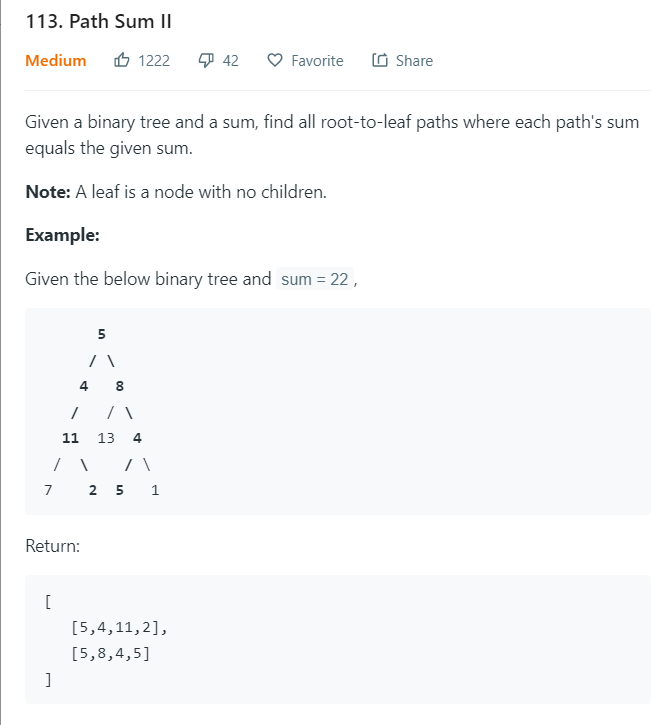 113. Path Sum II
Medium 1222 42 Favorite Share
Given a binary tree and a sum, find all root-to-leaf paths where each path's sum
equals the given sum.
Note: A leaf is a node with no children.
Example:
Given the below binary tree and sum = 22 ,
5
/ \
4 8
/ / \
11 13 4
/ \ / \
7 2 5 1
Return:
[
[5,4,11,2],
[5,8,4,5]
]